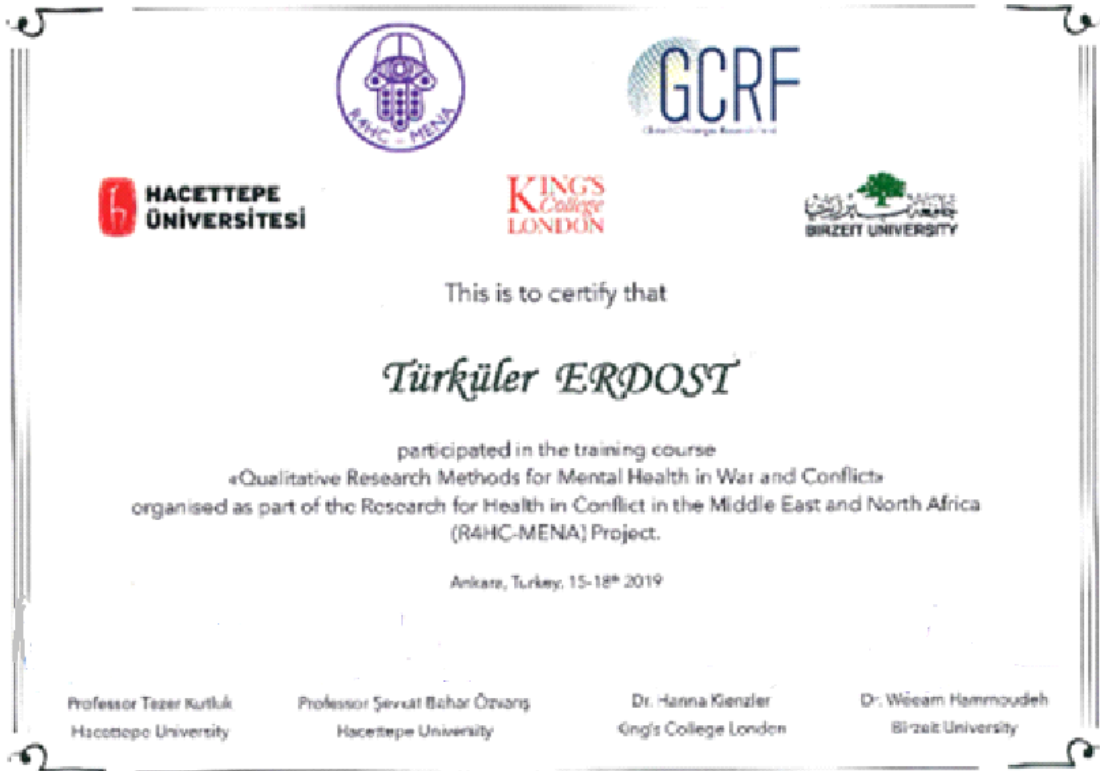 R4HC – MENA
GCRF
HACETTEPE
ÜNİVERSİTESİ
KING'S
College
LONDON
جامعة بيرزيت
BIRZEIT UNIVERSITY
This is to certify that
Türküler ERDOST
participated in the training course
«Qualitative Research Methods for Mental Health in War and Conflict»
organised as part of the Research for Health in Conflict in the Middle East and North Africa
(R4HC-MENA) Project.
Ankara, Turkey, 15-18th 2019
Professor Tezer Kutluk
Hacettepe University
Professor Şevkat Bahar Özvarış
Hacettepe University
Dr. Hanna Kienzler
King's College London
Dr. Weeam Hammoudeh
Birzeit University